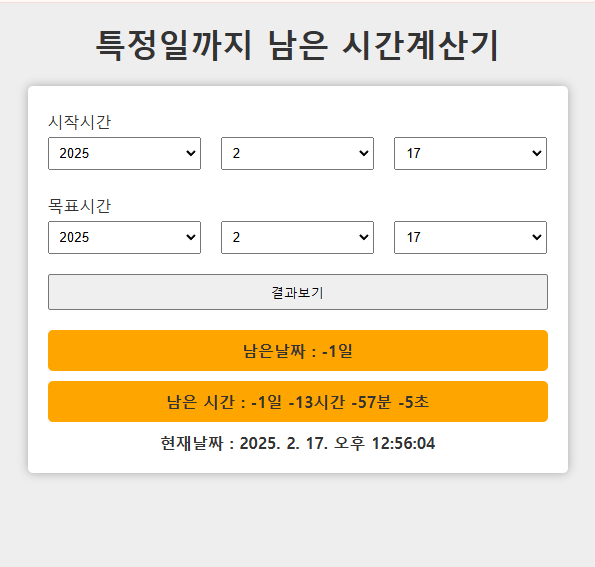 특정일까지 남은 시간계산기
시작시간
2025 2 17
목표시간
2025 2 17
결과보기
남은날짜 : -1일
남은 시간 : -1일 -13시간 -57분 -5초
현재날짜 : 2025. 2. 17. 오후 12:56:04